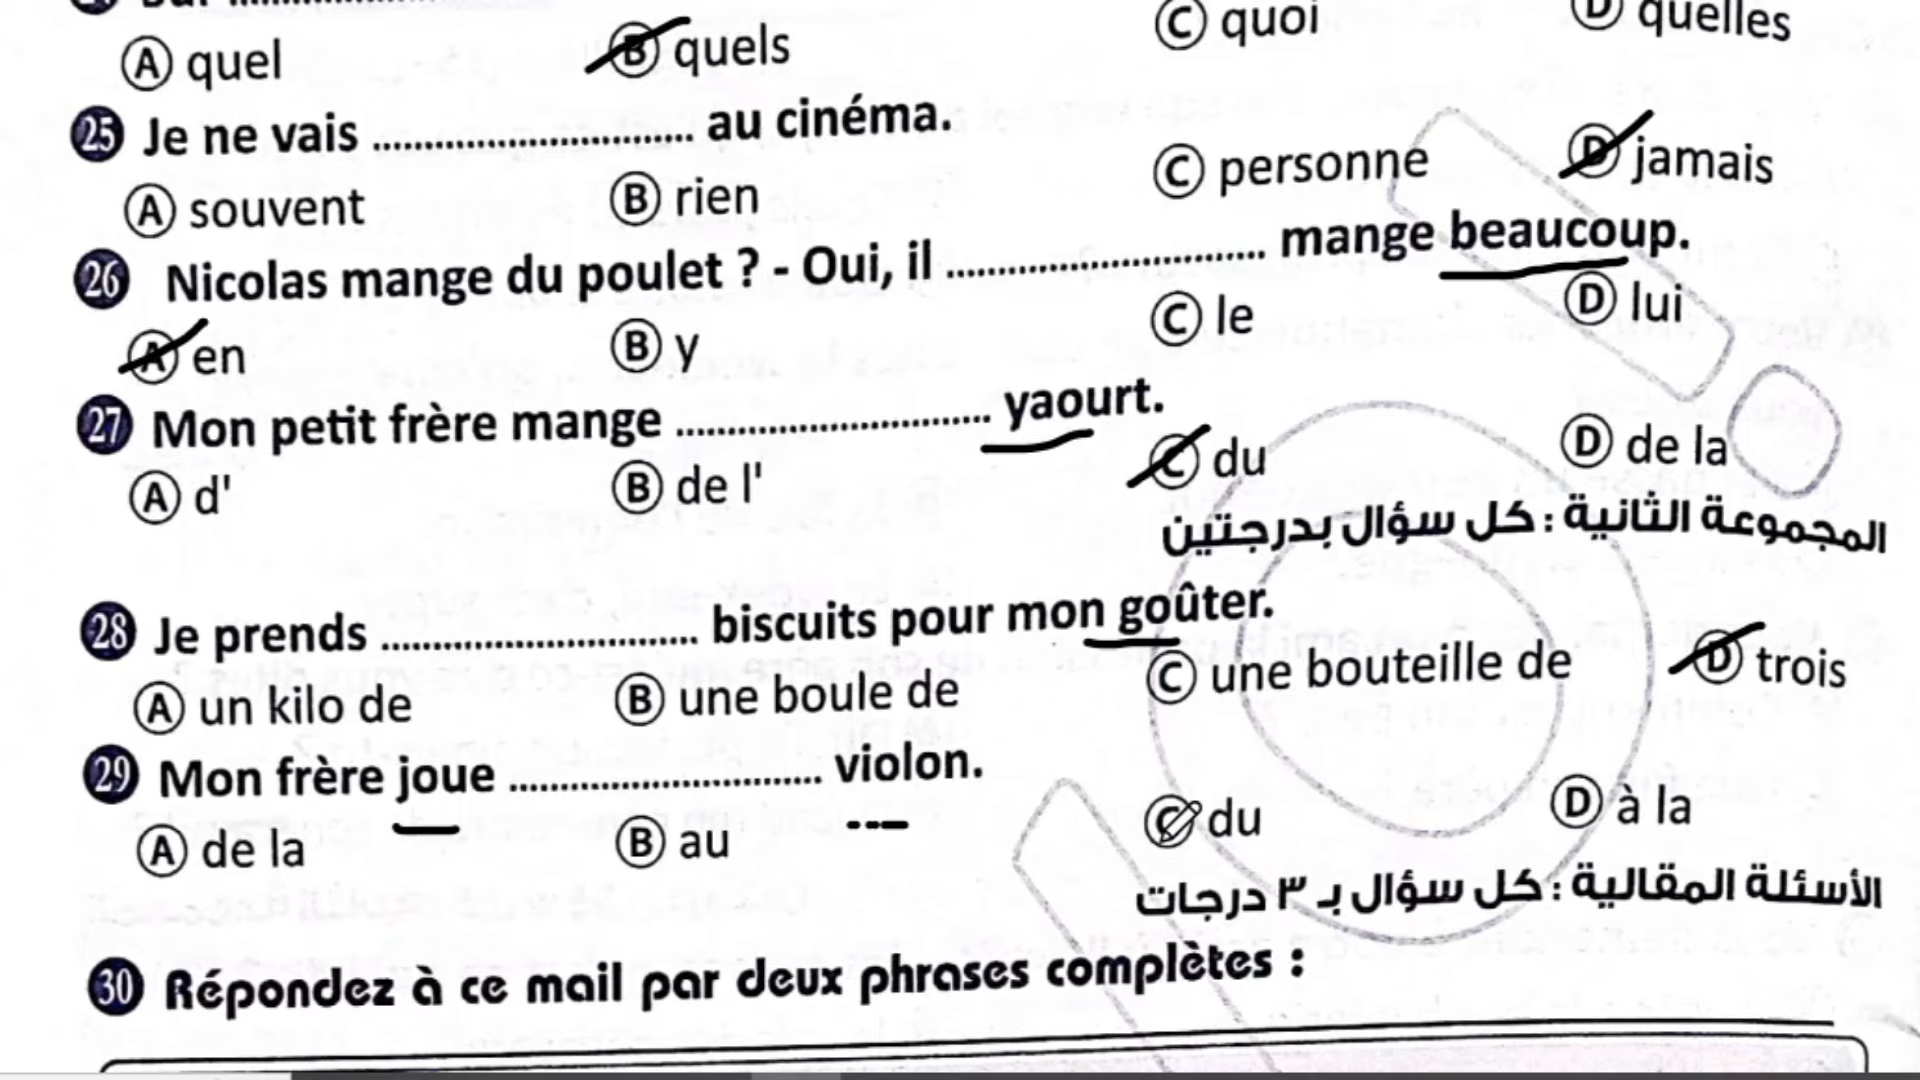 A quel B quels C quoi D quelles
25 Je ne vais .............................. au cinéma.
A souvent B rien C personne D jamais
26 Nicolas mange du poulet ? - Oui, il .............................. mange beaucoup.
A en B y C le D lui
27 Mon petit frère mange .............................. yaourt.
A d' B de l' C du D de la
المجموعة الثانية : كل سؤال بدرجتين
28 Je prends .............................. biscuits pour mon goûter.
A un kilo de B une boule de C une bouteille de D trois
29 Mon frère joue .............................. violon.
A de la B au C du D à la
الأسئلة المقالية : كل سؤال بـ ٣ درجات
30 Répondez à ce mail par deux phrases complètes :